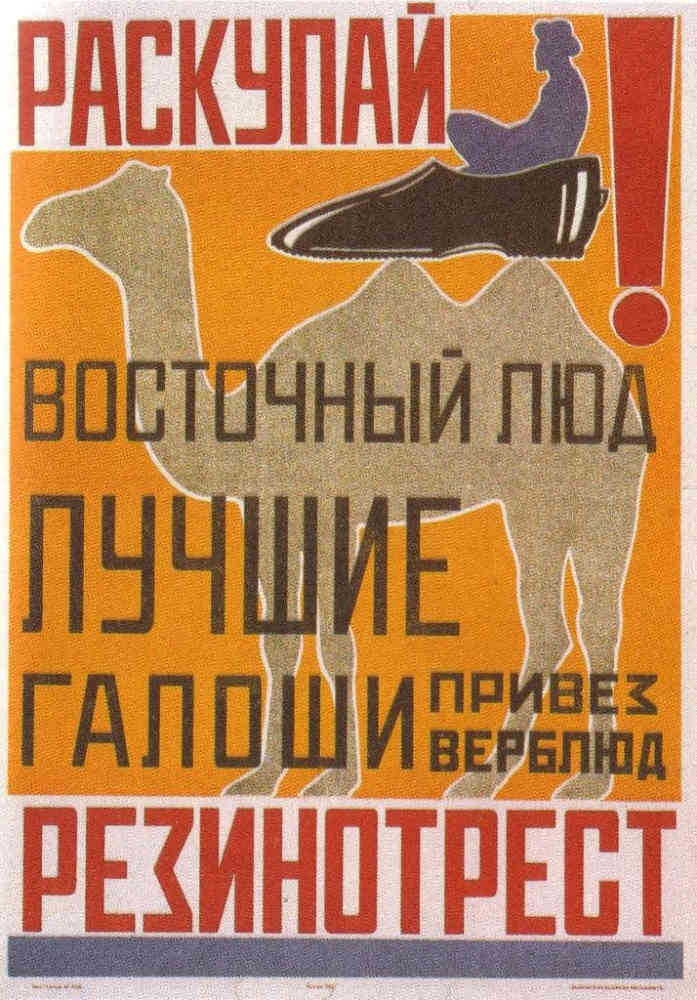 РАСКУПАЙ!
ВОСТОЧНЫЙ ЛЮД
ЛУЧШИЕ
ГАЛОШИ ПРИВЕЗ
ВЕРБЛЮД
РЕЗИНОТРЕСТ